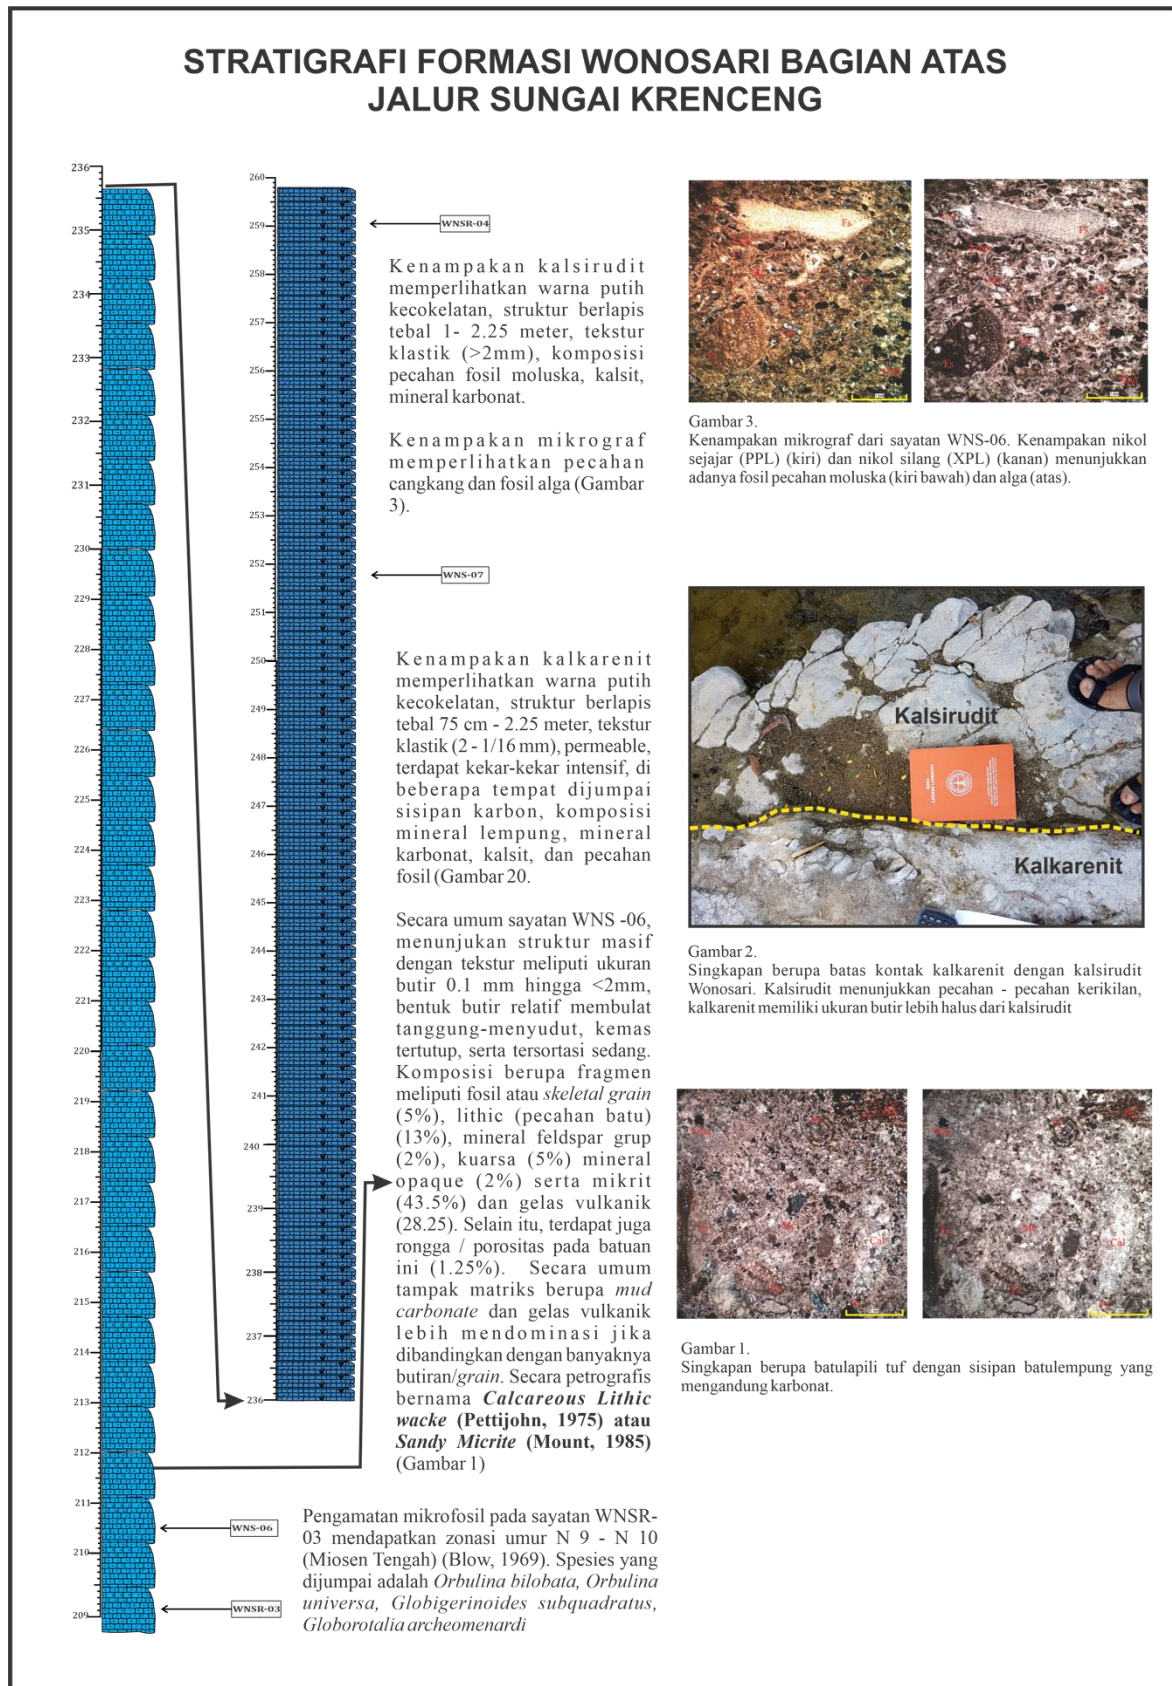 STRATIGRAFI FORMASI WONOSARI BAGIAN ATAS
JALUR SUNGAI KRENCENG
236
235
234
233
232
231
230
229
228
227
226
225
224
223
222
221
220
219
218
217
216
215
214
213
212
211
210
209
WNS-06
WNSR-03
260
259
258
257
256
255
254
253
252
251
250
249
248
247
246
245
244
243
242
241
240
239
238
237
236
WNSR-04
WNS-07
Kenampakan kalsirudit
memperlihatkan warna putih
kecokelatan, struktur berlapis
tebal 1- 2.25 meter, tekstur
klastik (>2mm), komposisi
pecahan fosil moluska, kalsit,
mineral karbonat.
Kenampakan mikrograf
memperlihatkan pecahan
cangkang dan fosil alga (Gambar
3).
Kenampakan kalkarenit
memperlihatkan warna putih
kecokelatan, struktur berlapis
tebal 75 cm - 2.25 meter, tekstur
klastik (2 - 1/16 mm), permeable,
terdapat kekar-kekar intensif, di
beberapa tempat dijumpai
sisipan karbon, komposisi
mineral lempung, mineral
karbonat, kalsit, dan pecahan
fosil (Gambar 20.
Secara umum sayatan WNS -06,
menunjukan struktur masif
dengan tekstur meliputi ukuran
butir 0.1 mm hingga <2mm,
bentuk butir relatif membulat
tanggung-menyudut, kemas
tertutup, serta tersortasi sedang.
Komposisi berupa fragmen
meliputi fosil atau skeletal grain
(5%), lithic (pecahan batu)
(13%), mineral feldspar grup
(2%), kuarsa (5%) mineral
opaque (2%) serta mikrit
(43.5%) dan gelas vulkanik
(28.25). Selain itu, terdapat juga
rongga / porositas pada batuan
ini (1.25%). Secara umum
tampak matriks berupa mud
carbonate dan gelas vulkanik
lebih mendominasi jika
dibandingkan dengan banyaknya
butiran/grain. Secara petrografis
bernama Calcareous Lithic
wacke (Pettijohn, 1975) atau
Sandy Micrite (Mount, 1985)
(Gambar 1)
Pengamatan mikrofosil pada sayatan WNSR-
03 mendapatkan zonasi umur N 9 - N 10
(Miosen Tengah) (Blow, 1969). Spesies yang
dijumpai adalah Orbulina bilobata, Orbulina
universa, Globigerinoides subquadratus,
Globorotalia archeomenardi
Fs
Fs
Fs
Gambar 3.
Kenampakan mikrograf dari sayatan WNS-06. Kenampakan nikol
sejajar (PPL) (kiri) dan nikol silang (XPL) (kanan) menunjukkan
adanya fosil pecahan moluska (kiri bawah) dan alga (atas).
Kalsirudit
Kalkarenit
Gambar 2.
Singkapan berupa batas kontak kalkarenit dengan kalsirudit
Wonosari. Kalsirudit menunjukkan pecahan - pecahan kerikilan,
kalkarenit memiliki ukuran butir lebih halus dari kalsirudit
Cal
Cal
Gambar 1.
Singkapan berupa batulapili tuf dengan sisipan batulempung yang
mengandung karbonat.